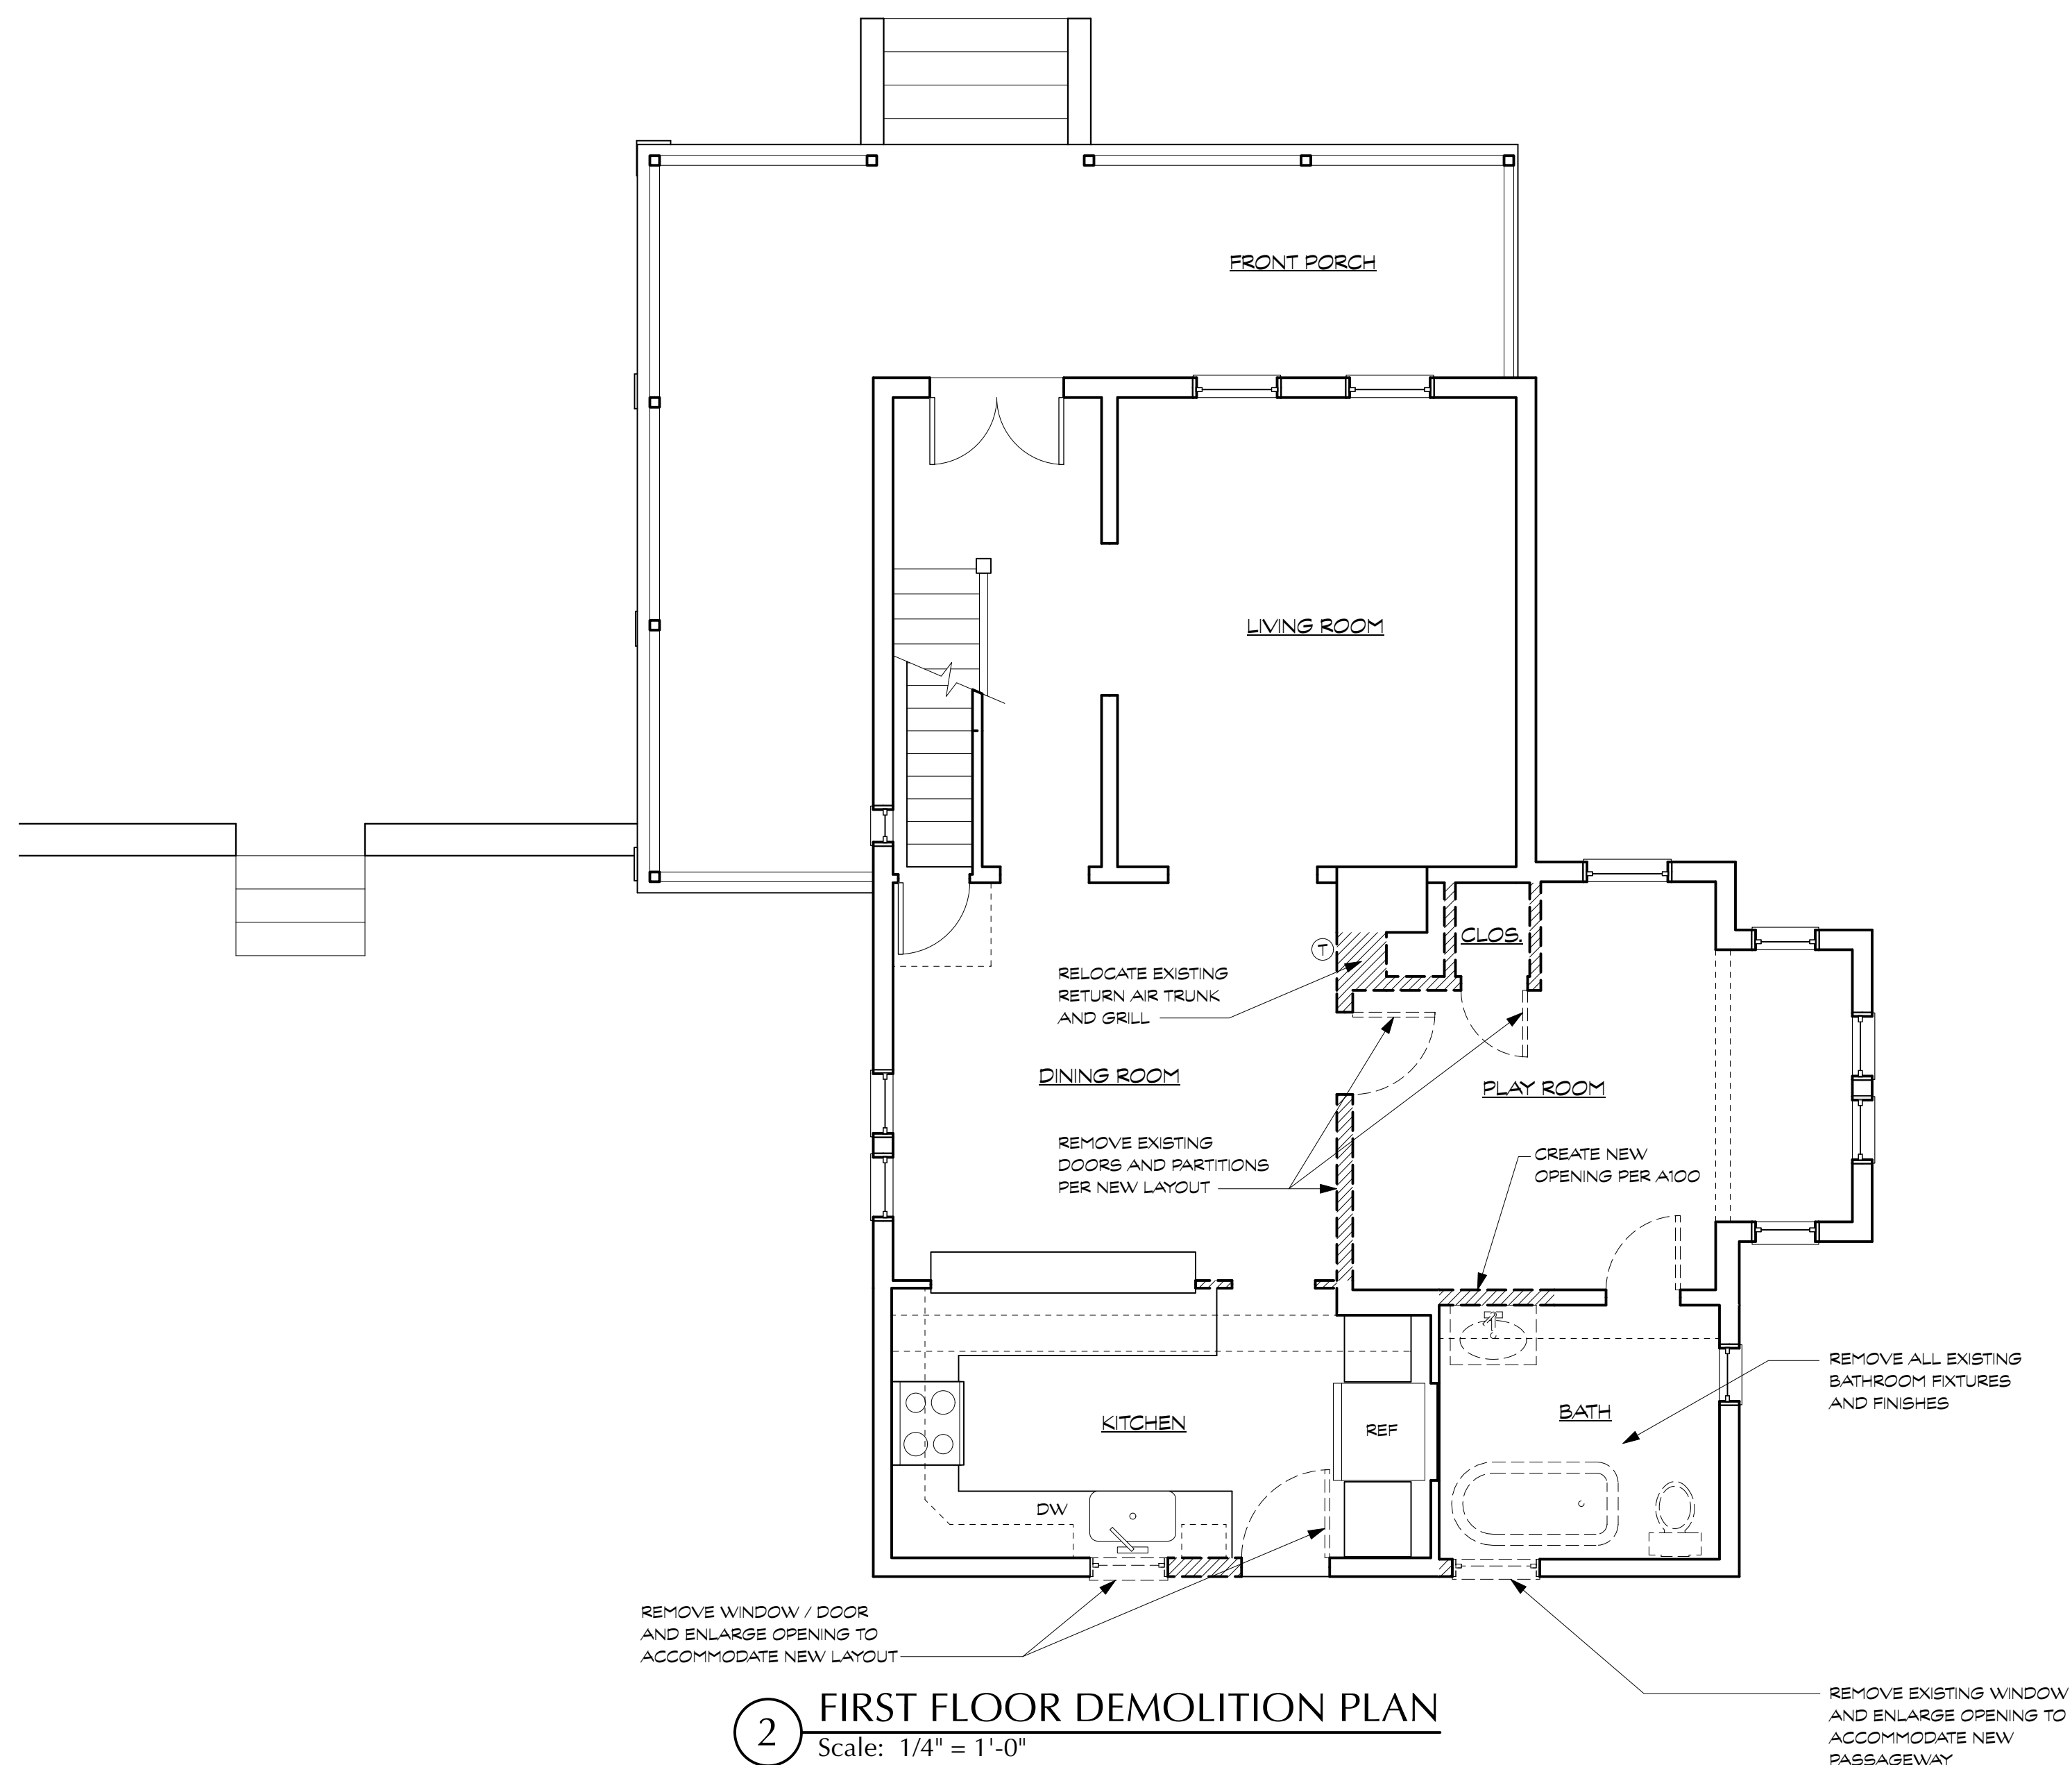 FRONT PORCH
LIVING ROOM
CLOS.
T
RELOCATE EXISTING
RETURN AIR TRUNK
AND GRILL
DINING ROOM
PLAY ROOM
REMOVE EXISTING
DOORS AND PARTITIONS
PER NEW LAYOUT
CREATE NEW
OPENING PER A100
REMOVE ALL EXISTING
BATHROOM FIXTURES
AND FINISHES
KITCHEN
REF
BATH
DW
REMOVE WINDOW / DOOR
AND ENLARGE OPENING TO
ACCOMMODATE NEW LAYOUT
REMOVE EXISTING WINDOW
AND ENLARGE OPENING TO
ACCOMMODATE NEW
PASSAGEWAY
2
FIRST FLOOR DEMOLITION PLAN
Scale: 1/4" = 1'-0"